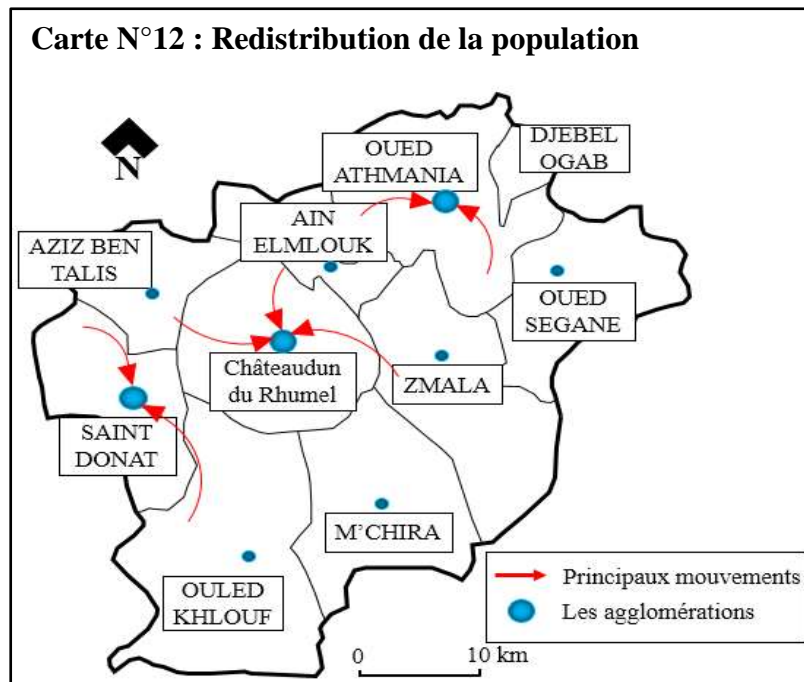 Carte N°12 : Redistribution de la population
N
OUED
ATHMANIA
DJEBEL
OGAB
AIN
ELMLOUK
AZIZ BEN
TALIS
OUED
SEGANE
Châteaudun
du Rhumel
ZMALA
SAINT
DONAT
M'CHIRA
OULED
KHLOUF
Principaux mouvements
Les agglomérations
0 10 km